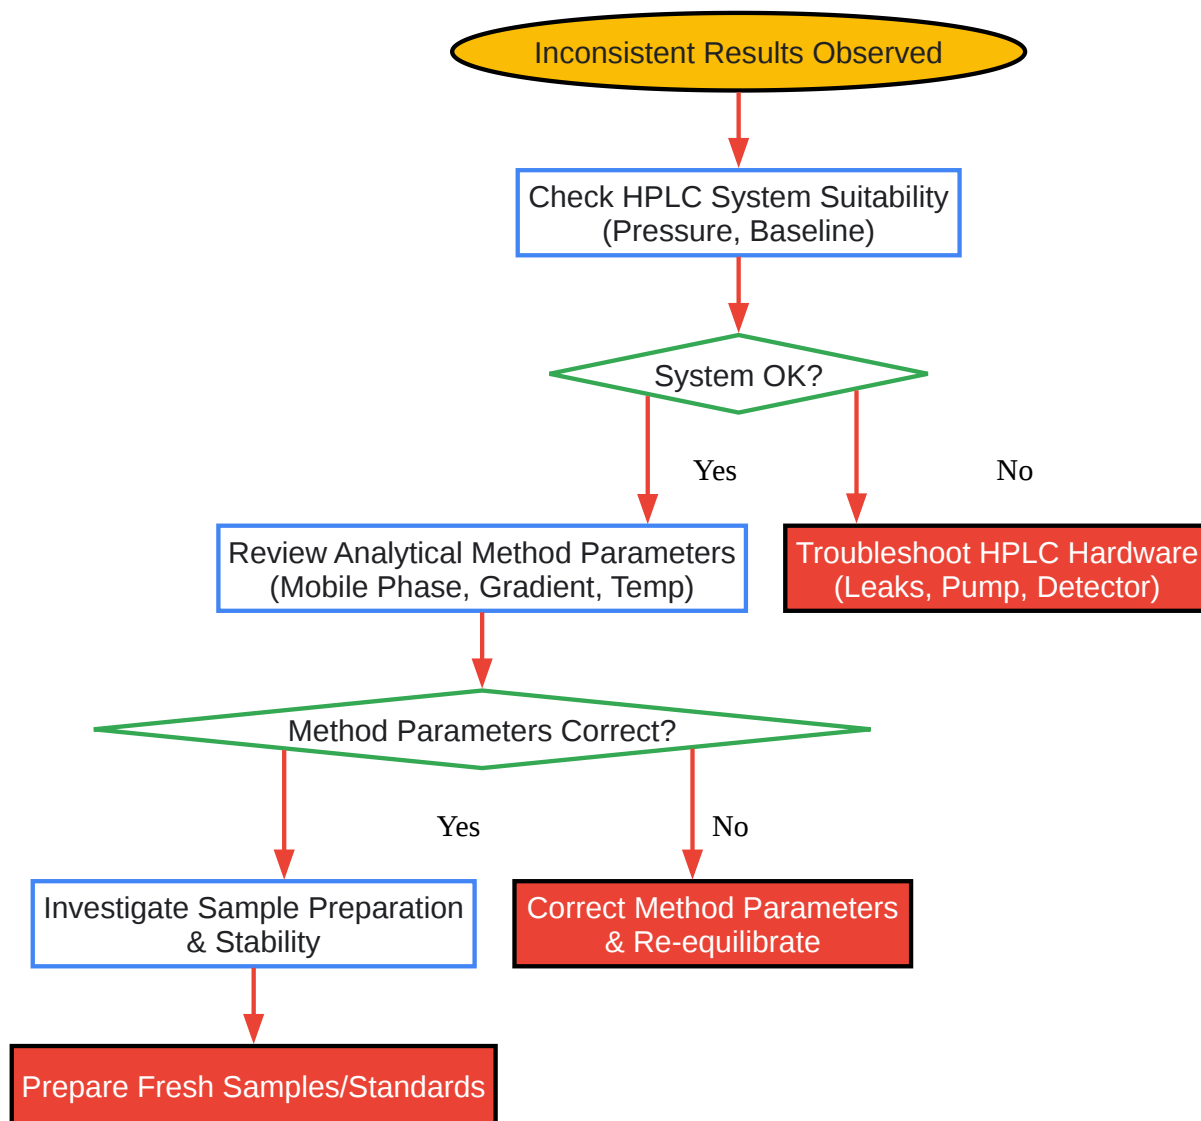 Inconsistent Results Observed
Check HPLC System Suitability
(Pressure, Baseline)
System OK?
Yes
No
Review Analytical Method Parameters
(Mobile Phase, Gradient, Temp)
Troubleshoot HPLC Hardware
(Leaks, Pump, Detector)
Method Parameters Correct?
Yes
No
Investigate Sample Preparation
& Stability
Correct Method Parameters
& Re-equilibrate
Prepare Fresh Samples/Standards